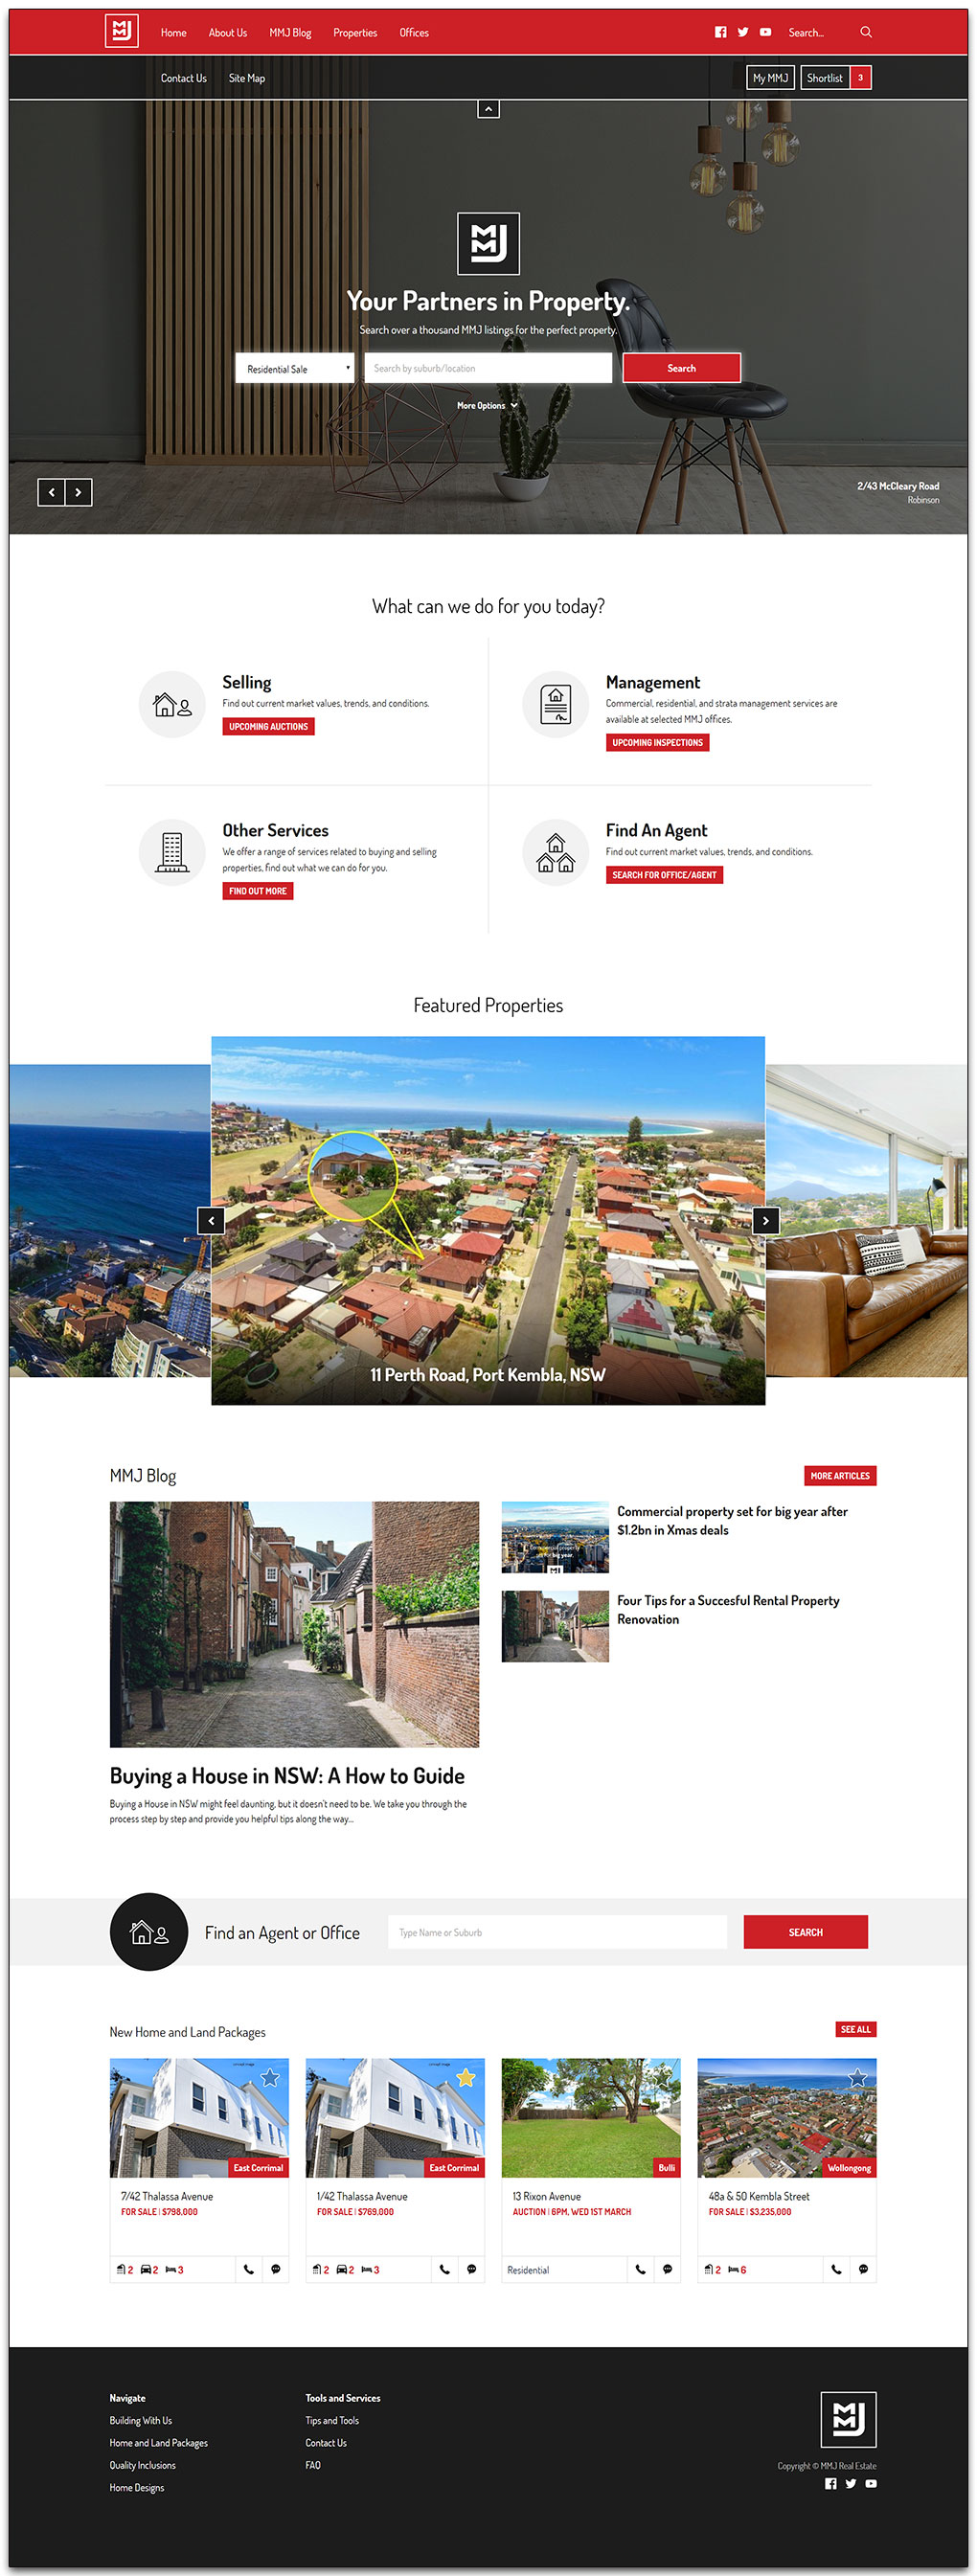 MMJ
Home About Us MMJ Blog Properties Offices Search...
Contact Us Site Map My MMJ Shortlist 3
MMJ
Your Partners in Property.
Search over a thousand MMJ listings for the perfect property.
Residential Sale Search by suburb/location Search
More Options
2/43 McCleary Road
Robinson
What can we do for you today?
Selling
Find out current market values, trends, and conditions.
UPCOMING AUCTIONS
Management
Commercial, residential, and strata management services are
available at selected MMJ offices.
UPCOMING INSPECTIONS
Other Services
We offer a range of services related to buying and selling
properties, find out what we can do for you.
FIND OUT MORE
Find An Agent
Find out current market values, trends, and conditions.
SEARCH FOR OFFICE/AGENT
Featured Properties
11 Perth Road, Port Kembla, NSW
MMJ Blog
MORE ARTICLES
Buying a House in NSW: A How to Guide
Buying a House in NSW might feel daunting, but it doesn't need to be. We take you through the
process step by step and provide you helpful tips along the way...
Commercial property
set for big year.
Commercial property set for big year after
$1.2bn in Xmas deals
Four Tips for a Succesful Rental Property
Renovation
Find an Agent or Office Type Name or Suburb SEARCH
New Home and Land Packages
SEE ALL
East Corrimal
7/42 Thalassa Avenue
FOR SALE | $798,000
2 2 3
East Corrimal
1/42 Thalassa Avenue
FOR SALE | $769,000
2 2 3
Bulli
13 Rixon Avenue
AUCTION | 6PM, WED 1ST MARCH
Residential
Wollongong
48a & 50 Kembla Street
FOR SALE | $3,235,000
2 6
Navigate
Building With Us
Home and Land Packages
Quality Inclusions
Home Designs
Tools and Services
Tips and Tools
Contact Us
FAQ
MMJ
Copyright © MMJ Real Estate